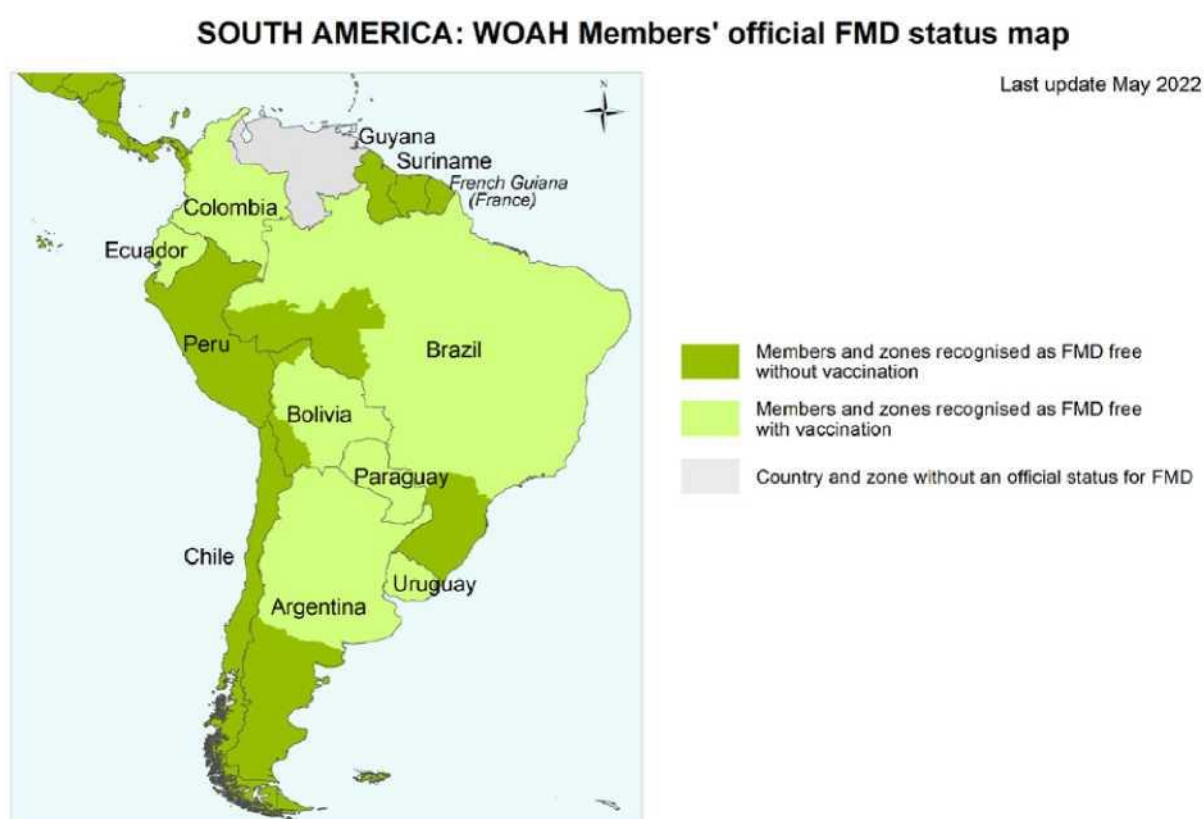 SOUTH AMERICA: WOAH Members' official FMD status map
Last update May 2022
N
Guyana
Suriname
French Guiana
(France)
Colombia
Ecuador
Peru
Brazil
Bolivia
Paraguay
Chile
Uruguay
Argentina
Members and zones recognised as FMD free
without vaccination
Members and zones recognised as FMD free
with vaccination
Country and zone without an official status for FMD